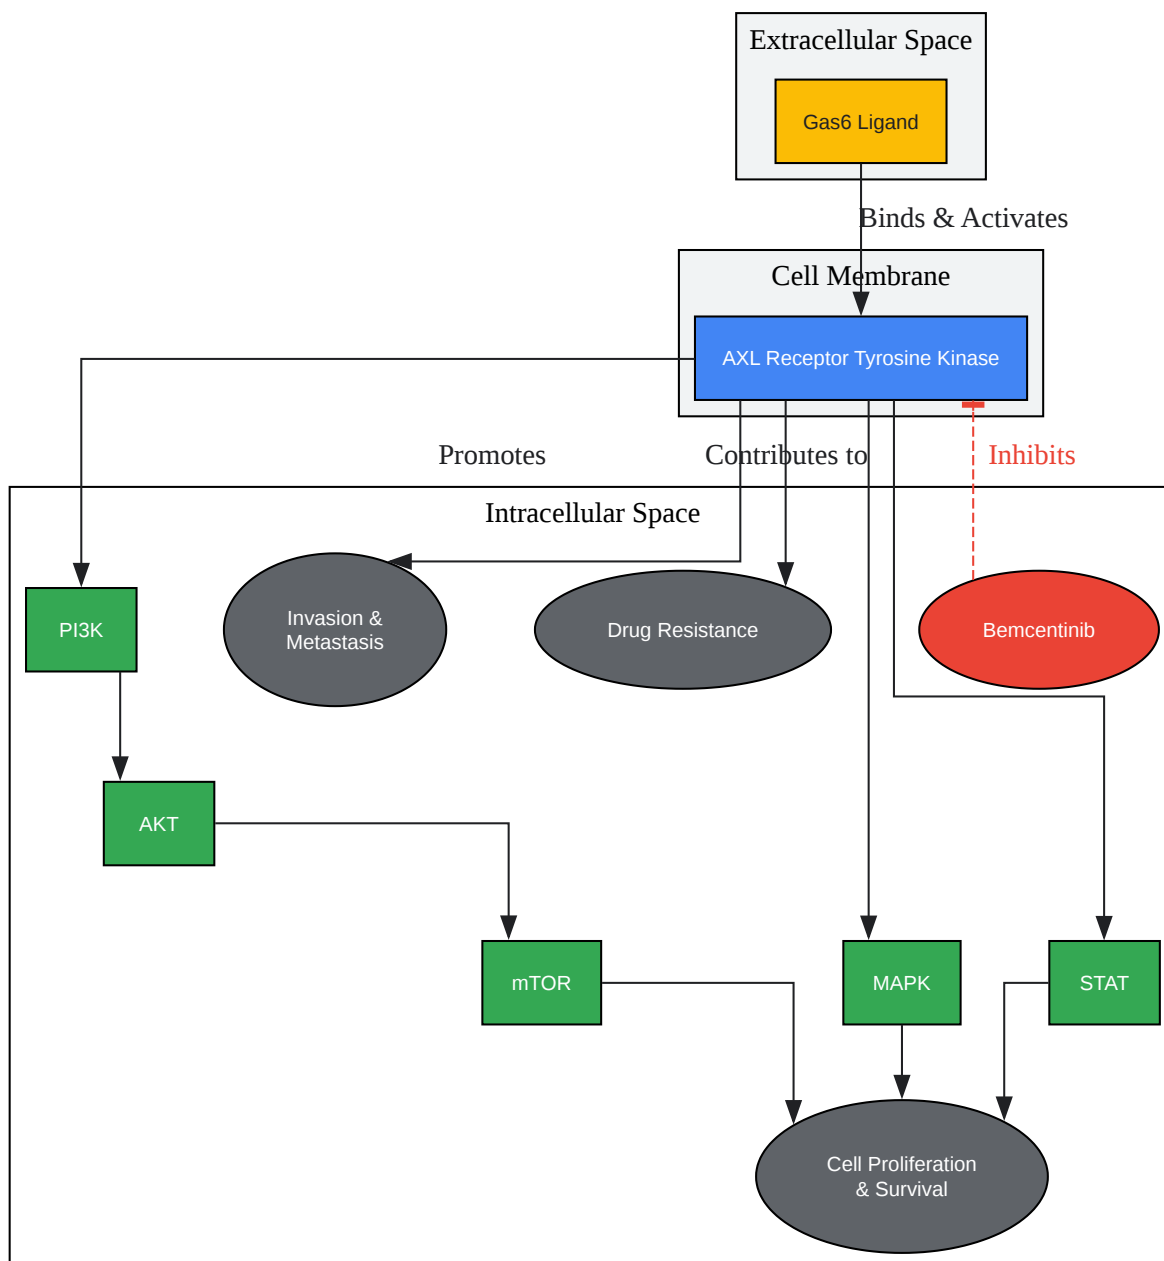 Extracellular Space
Gas6 Ligand
Binds & Activates
Cell Membrane
AXL Receptor Tyrosine Kinase
Promotes
Contributes to
Inhibits
Intracellular Space
PI3K
Invasion &
Metastasis
Drug Resistance
Bemcentinib
AKT
mTOR
MAPK
STAT
Cell Proliferation
& Survival